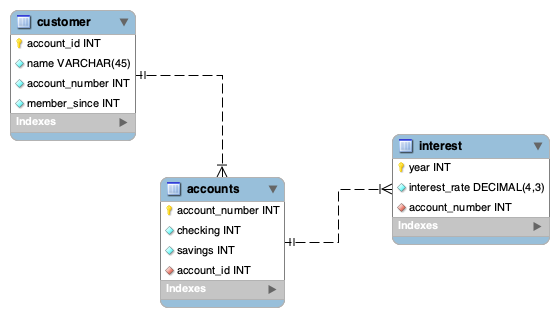 customer
account_id INT
name VARCHAR(45)
account_number INT
member_since INT
Indexes
accounts
account_number INT
checking INT
savings INT
account_id INT
Indexes
interest
year INT
interest_rate DECIMAL(4,3)
account_number INT
Indexes